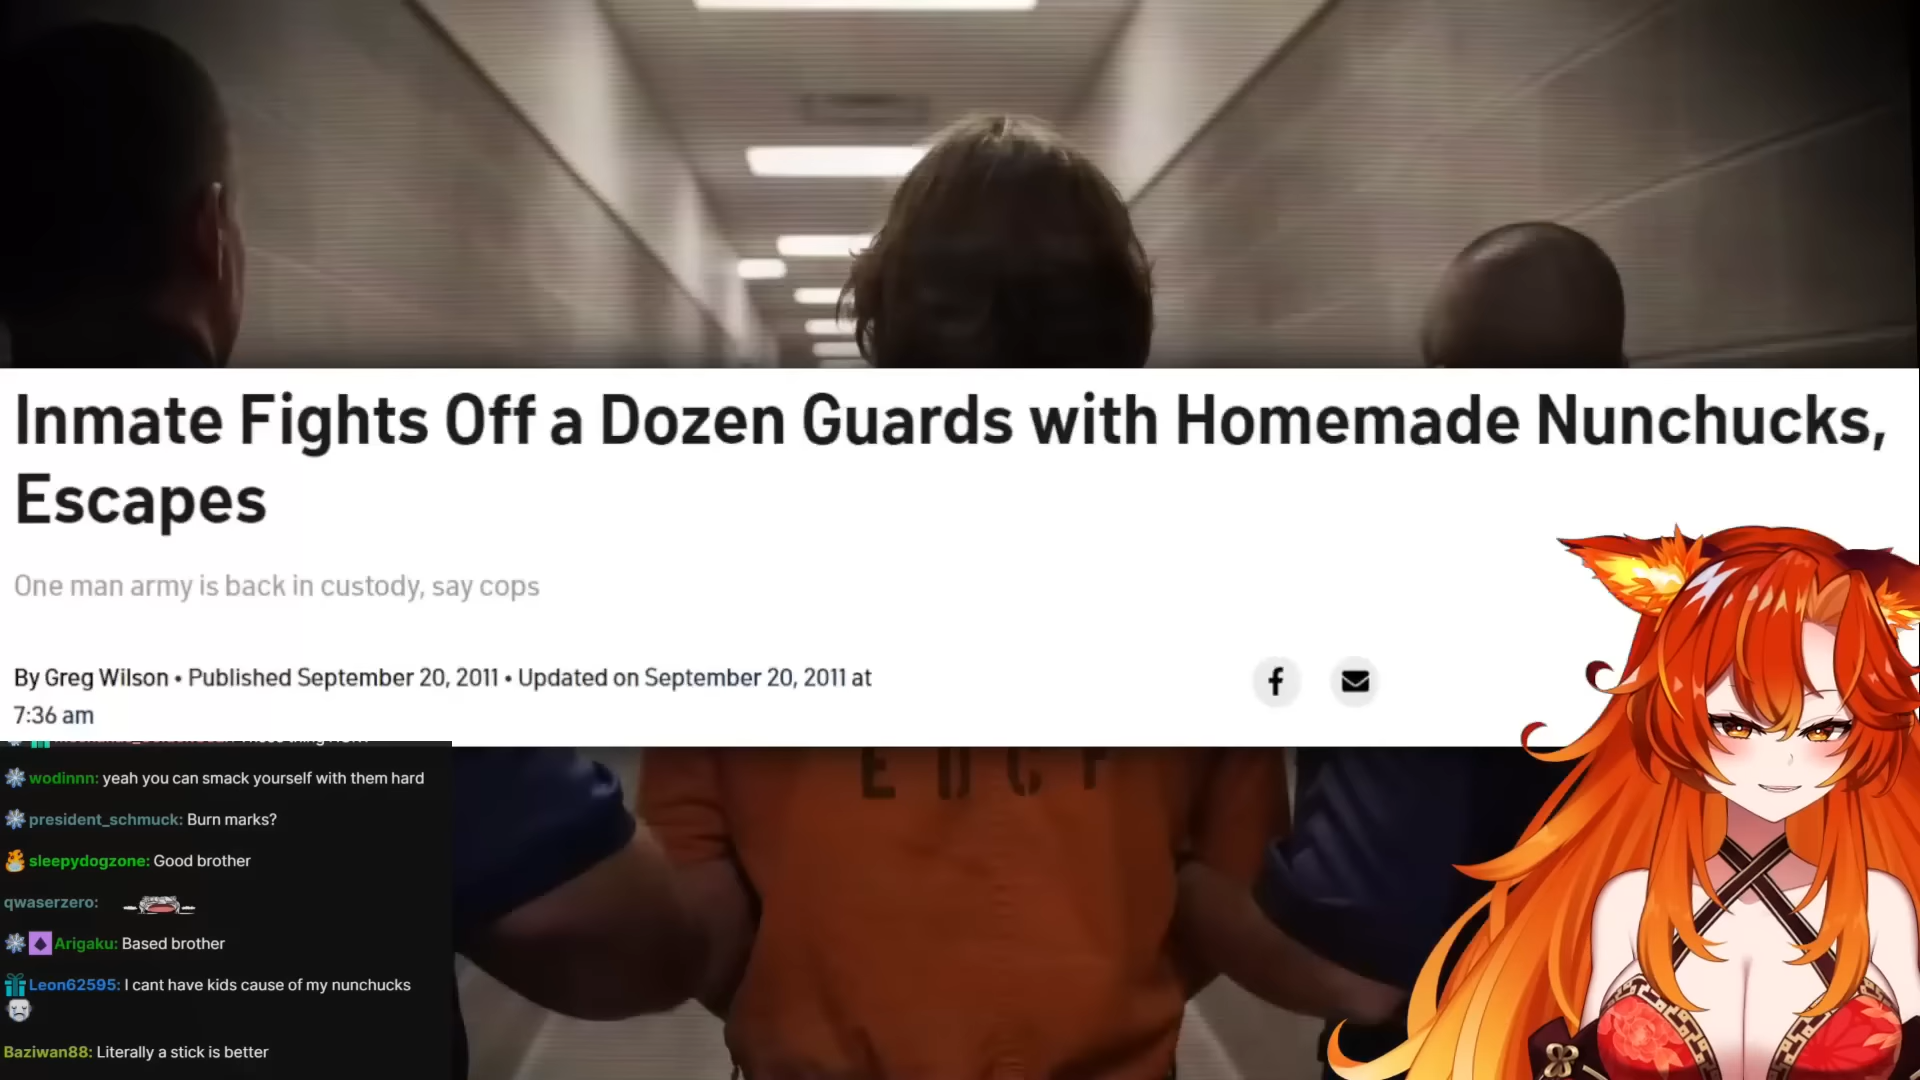 Inmate Fights Off a Dozen Guards with Homemade Nunchucks,
Escapes
One man army is back in custody, say cops
By Greg Wilson • Published September 20, 2011 • Updated on September 20, 2011 at
7:36 am
wodinnn: yeah you can smack yourself with them hard
president_schmuck: Burn marks?
sleepydogzone: Good brother
qwaserzero:
Arigaku: Based brother
Leon62595: I cant have kids cause of my nunchucks
Baziwan88: Literally a stick is better